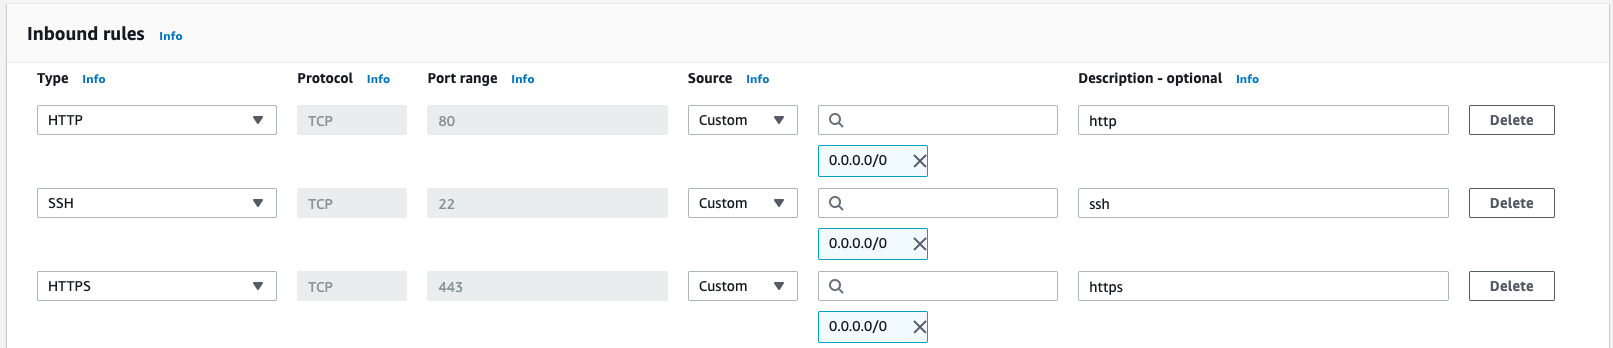 Inbound rules Info
Type Info Protocol Info Port range Info Source Info Description - optional Info
HTTP TCP 80 Custom http Delete
0.0.0.0/0
SSH TCP 22 Custom ssh Delete
0.0.0.0/0
HTTPS TCP 443 Custom https Delete
0.0.0.0/0